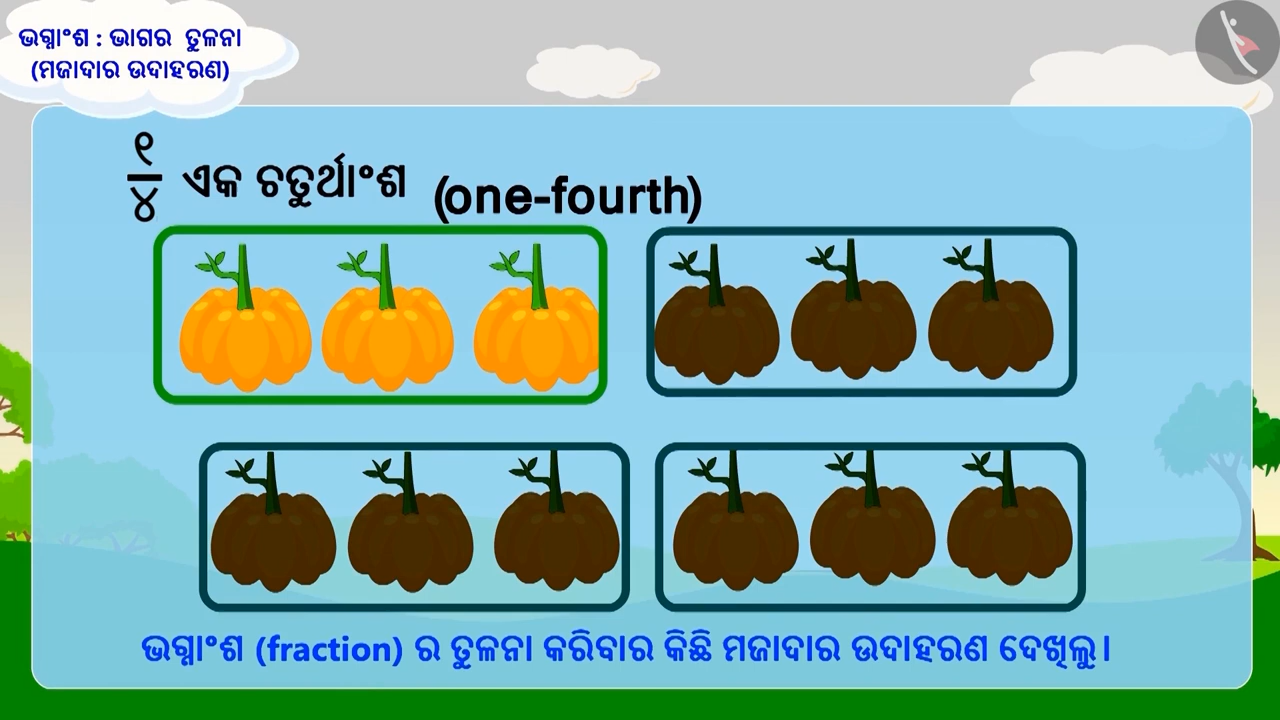 ଭଗ୍ନାଂଶ : ଭାଗର ତୁଳନା
(ମଜାଦାର ଉଦାହରଣ)
୧
୪
ଏକ ଚତୁର୍ଥାଂଶ (one-fourth)
ଭଗ୍ନାଂଶ (fraction) ର ତୁଳନା କରିବାର କିଛି ମଜାଦାର ଉଦାହରଣ ଦେଖିଲୁ।